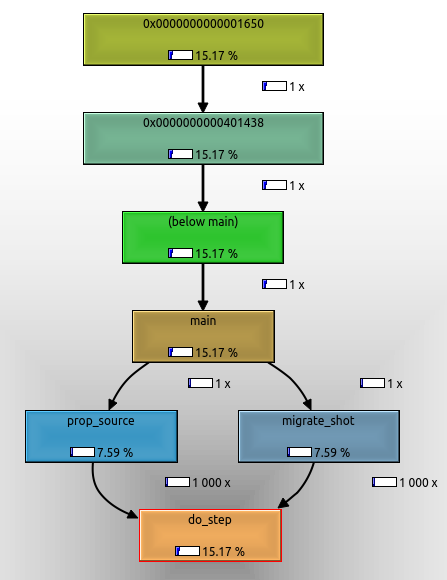 0x0000000000001650
15.17 %
1 x
0x0000000000401438
15.17 %
1 x
(below main)
15.17 %
1 x
main
15.17 %
1 x
1 x
prop_source
7.59 %
migrate_shot
7.59 %
1 000 x
1 000 x
do_step
15.17 %